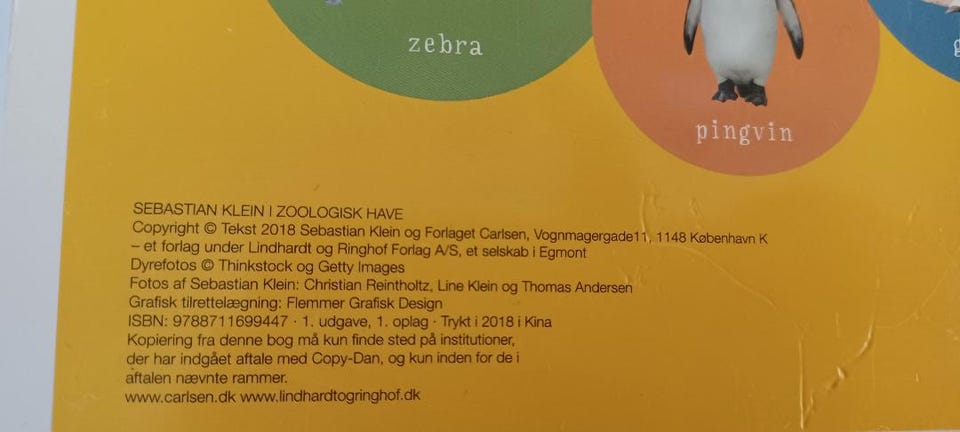 zebra
pingvin
SEBASTIAN KLEIN I ZOOLOGISK HAVE
Copyright © Tekst 2018 Sebastian Klein og Forlaget Carlsen, Vognmagergade11, 1148 København K
– et forlag under Lindhardt og Ringhof Forlag A/S, et selskab i Egmont
Dyrefotos © Thinkstock og Getty Images
Fotos af Sebastian Klein: Christian Reintholtz, Line Klein og Thomas Andersen
Grafisk tilrettelægning: Flemmer Grafisk Design
ISBN: 9788711699447 · 1. udgave, 1. oplag · Trykt i 2018 i Kina
Kopiering fra denne bog må kun finde sted på institutioner,
der har indgået aftale med Copy-Dan, og kun inden for de i
aftalen nævnte rammer.
www.carlsen.dk www.lindhardtogringhof.dk